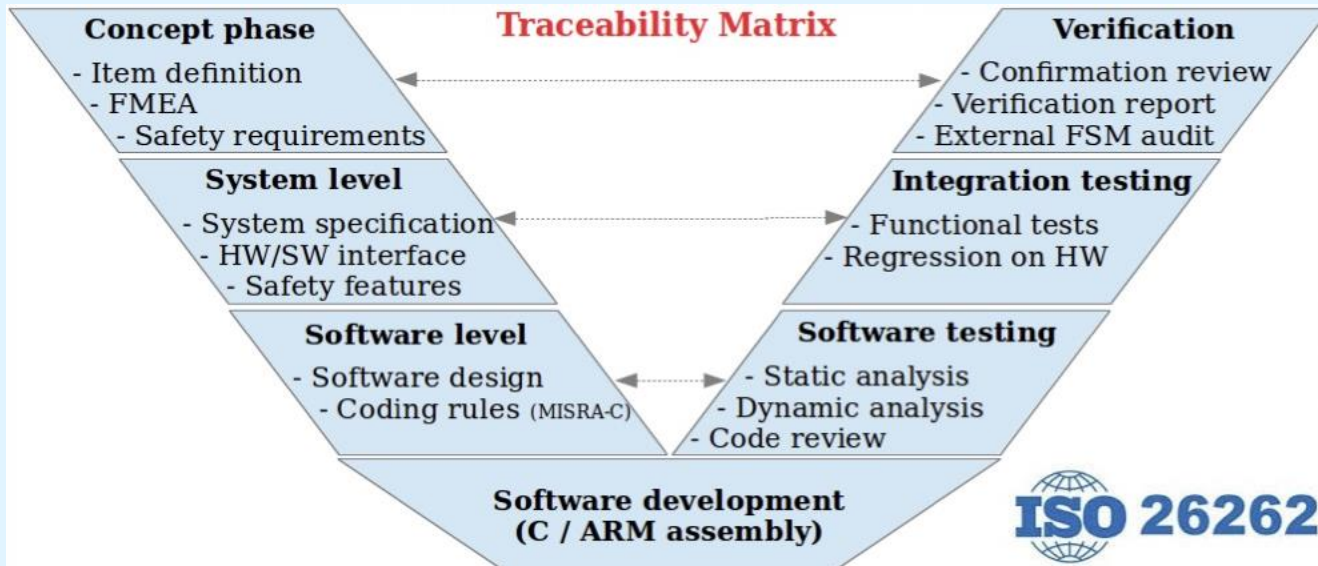 Traceability Matrix
Concept phase
- Item definition
- FMEA
- Safety requirements
System level
- System specification
- HW/SW interface
- Safety features
Software level
- Software design
- Coding rules (MISRA-C)
Software development
(C / ARM assembly)
Software testing
- Static analysis
- Dynamic analysis
- Code review
Integration testing
- Functional tests
- Regression on HW
Verification
- Confirmation review
- Verification report
- External FSM audit
ISO 26262